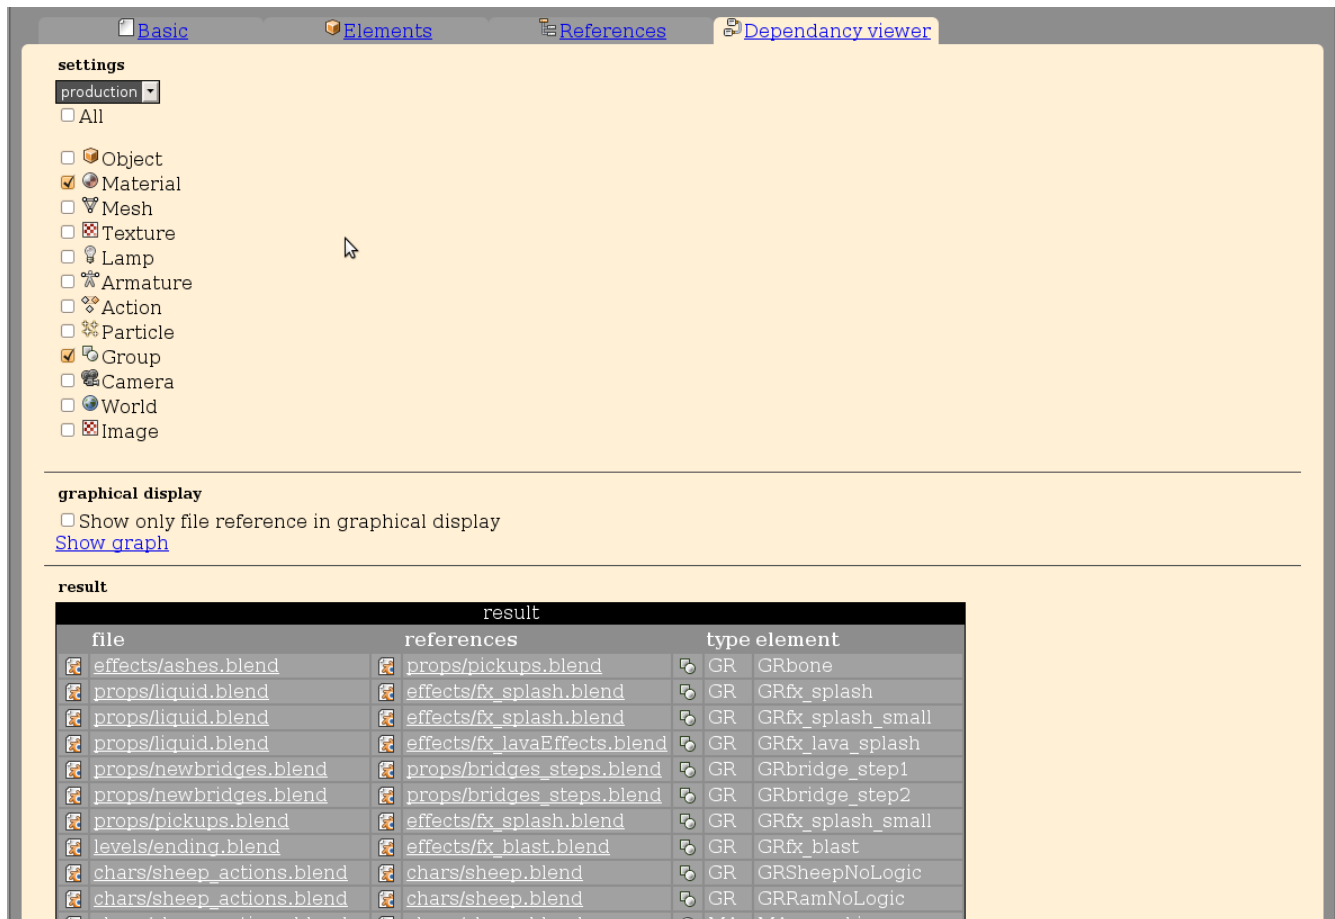 Basic Elements References Dependancy viewer
settings
production
All
Object
Material
Mesh
Texture
Lamp
Armature
Action
Particle
Group
Camera
World
Image
graphical display
Show only file reference in graphical display
Show graph
result
result
file references type element
effects/ashes.blend props/pickups.blend GR GRbone
props/liquid.blend effects/fx_splash.blend GR GRfx_splash
props/liquid.blend effects/fx_splash.blend GR GRfx_splash_small
props/liquid.blend effects/fx_lavaEffects.blend GR GRfx_lava_splash
props/newbridges.blend props/bridges_steps.blend GR GRbridge_step1
props/newbridges.blend props/bridges_steps.blend GR GRbridge_step2
props/pickups.blend effects/fx_splash.blend GR GRfx_splash_small
levels/ending.blend effects/fx_blast.blend GR GRfx_blast
chars/sheep_actions.blend chars/sheep.blend GR GRSheepNoLogic
chars/sheep_actions.blend chars/sheep.blend GR GRRamNoLogic